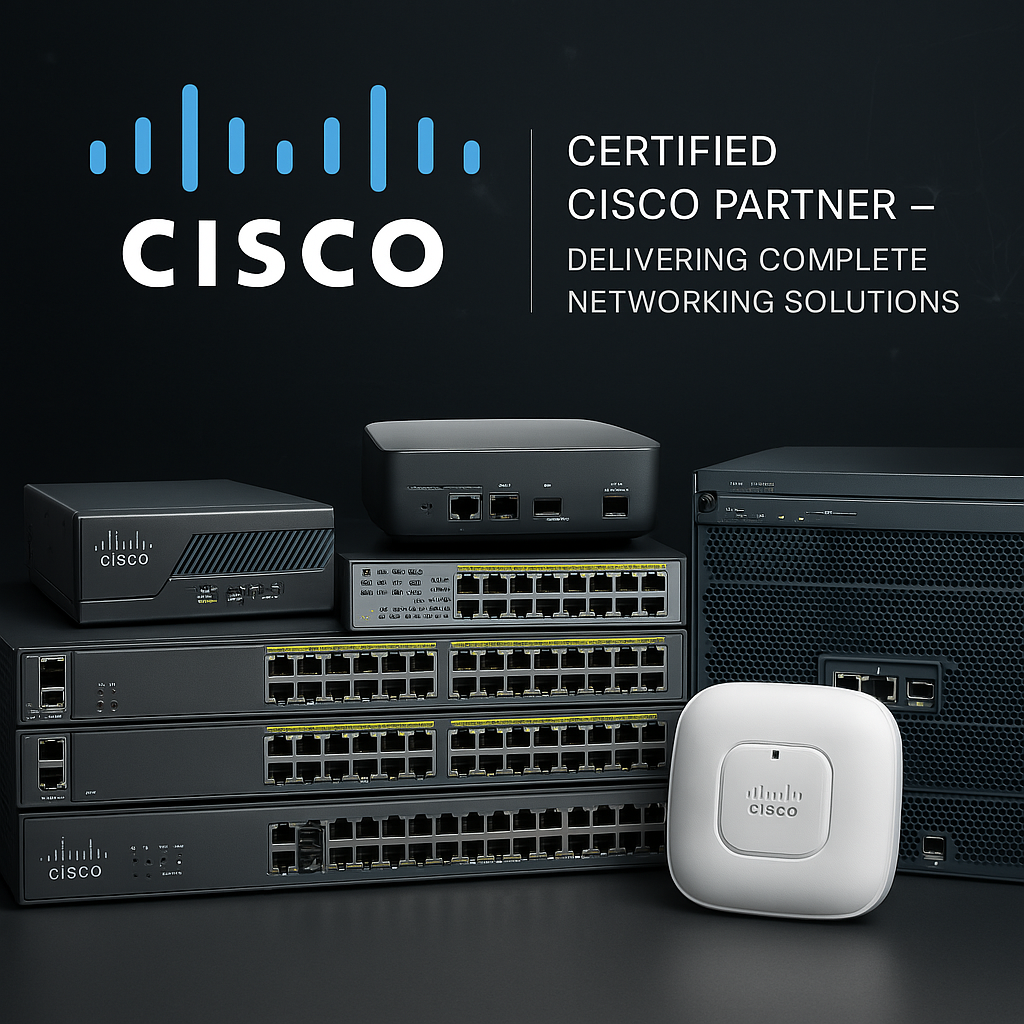 CISCO
CERTIFIED
CISCO PARTNER –
DELIVERING COMPLETE
NETWORKING SOLUTIONS
CISCO
CISCO
CISCO